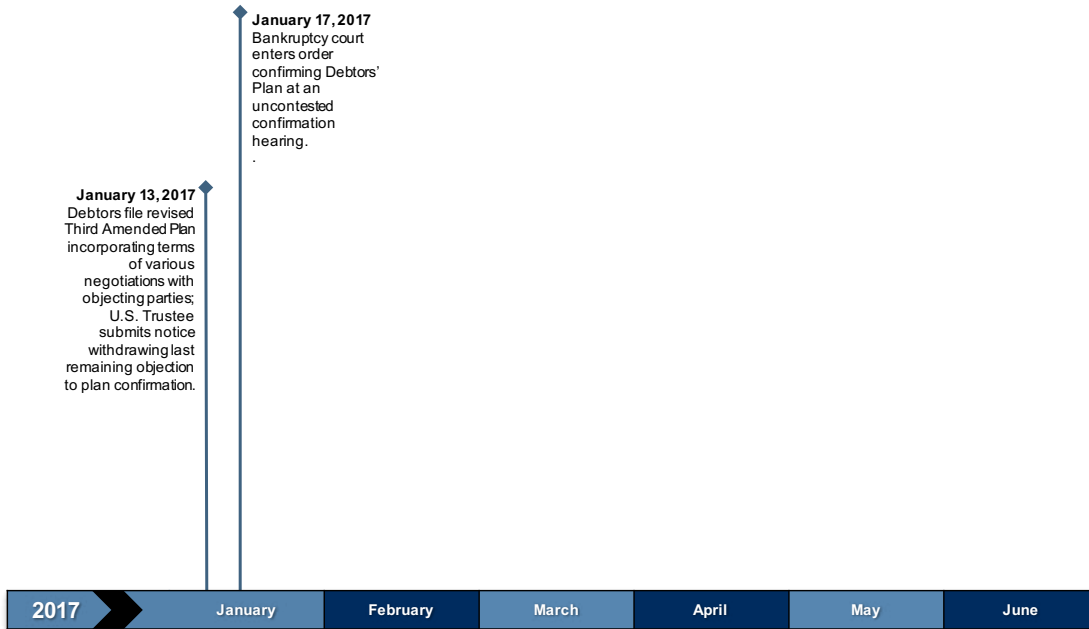 January 17, 2017
Bankruptcy court
enters order
confirming Debtors’
Plan at an
uncontested
confirmation
hearing.
.
January 13, 2017
Debtors file revised
Third Amended Plan
incorporating terms
of various
negotiations with
objecting parties;
U.S. Trustee
submits notice
withdrawing last
remaining objection
to plan confirmation.
2017
January
February
March
April
May
June